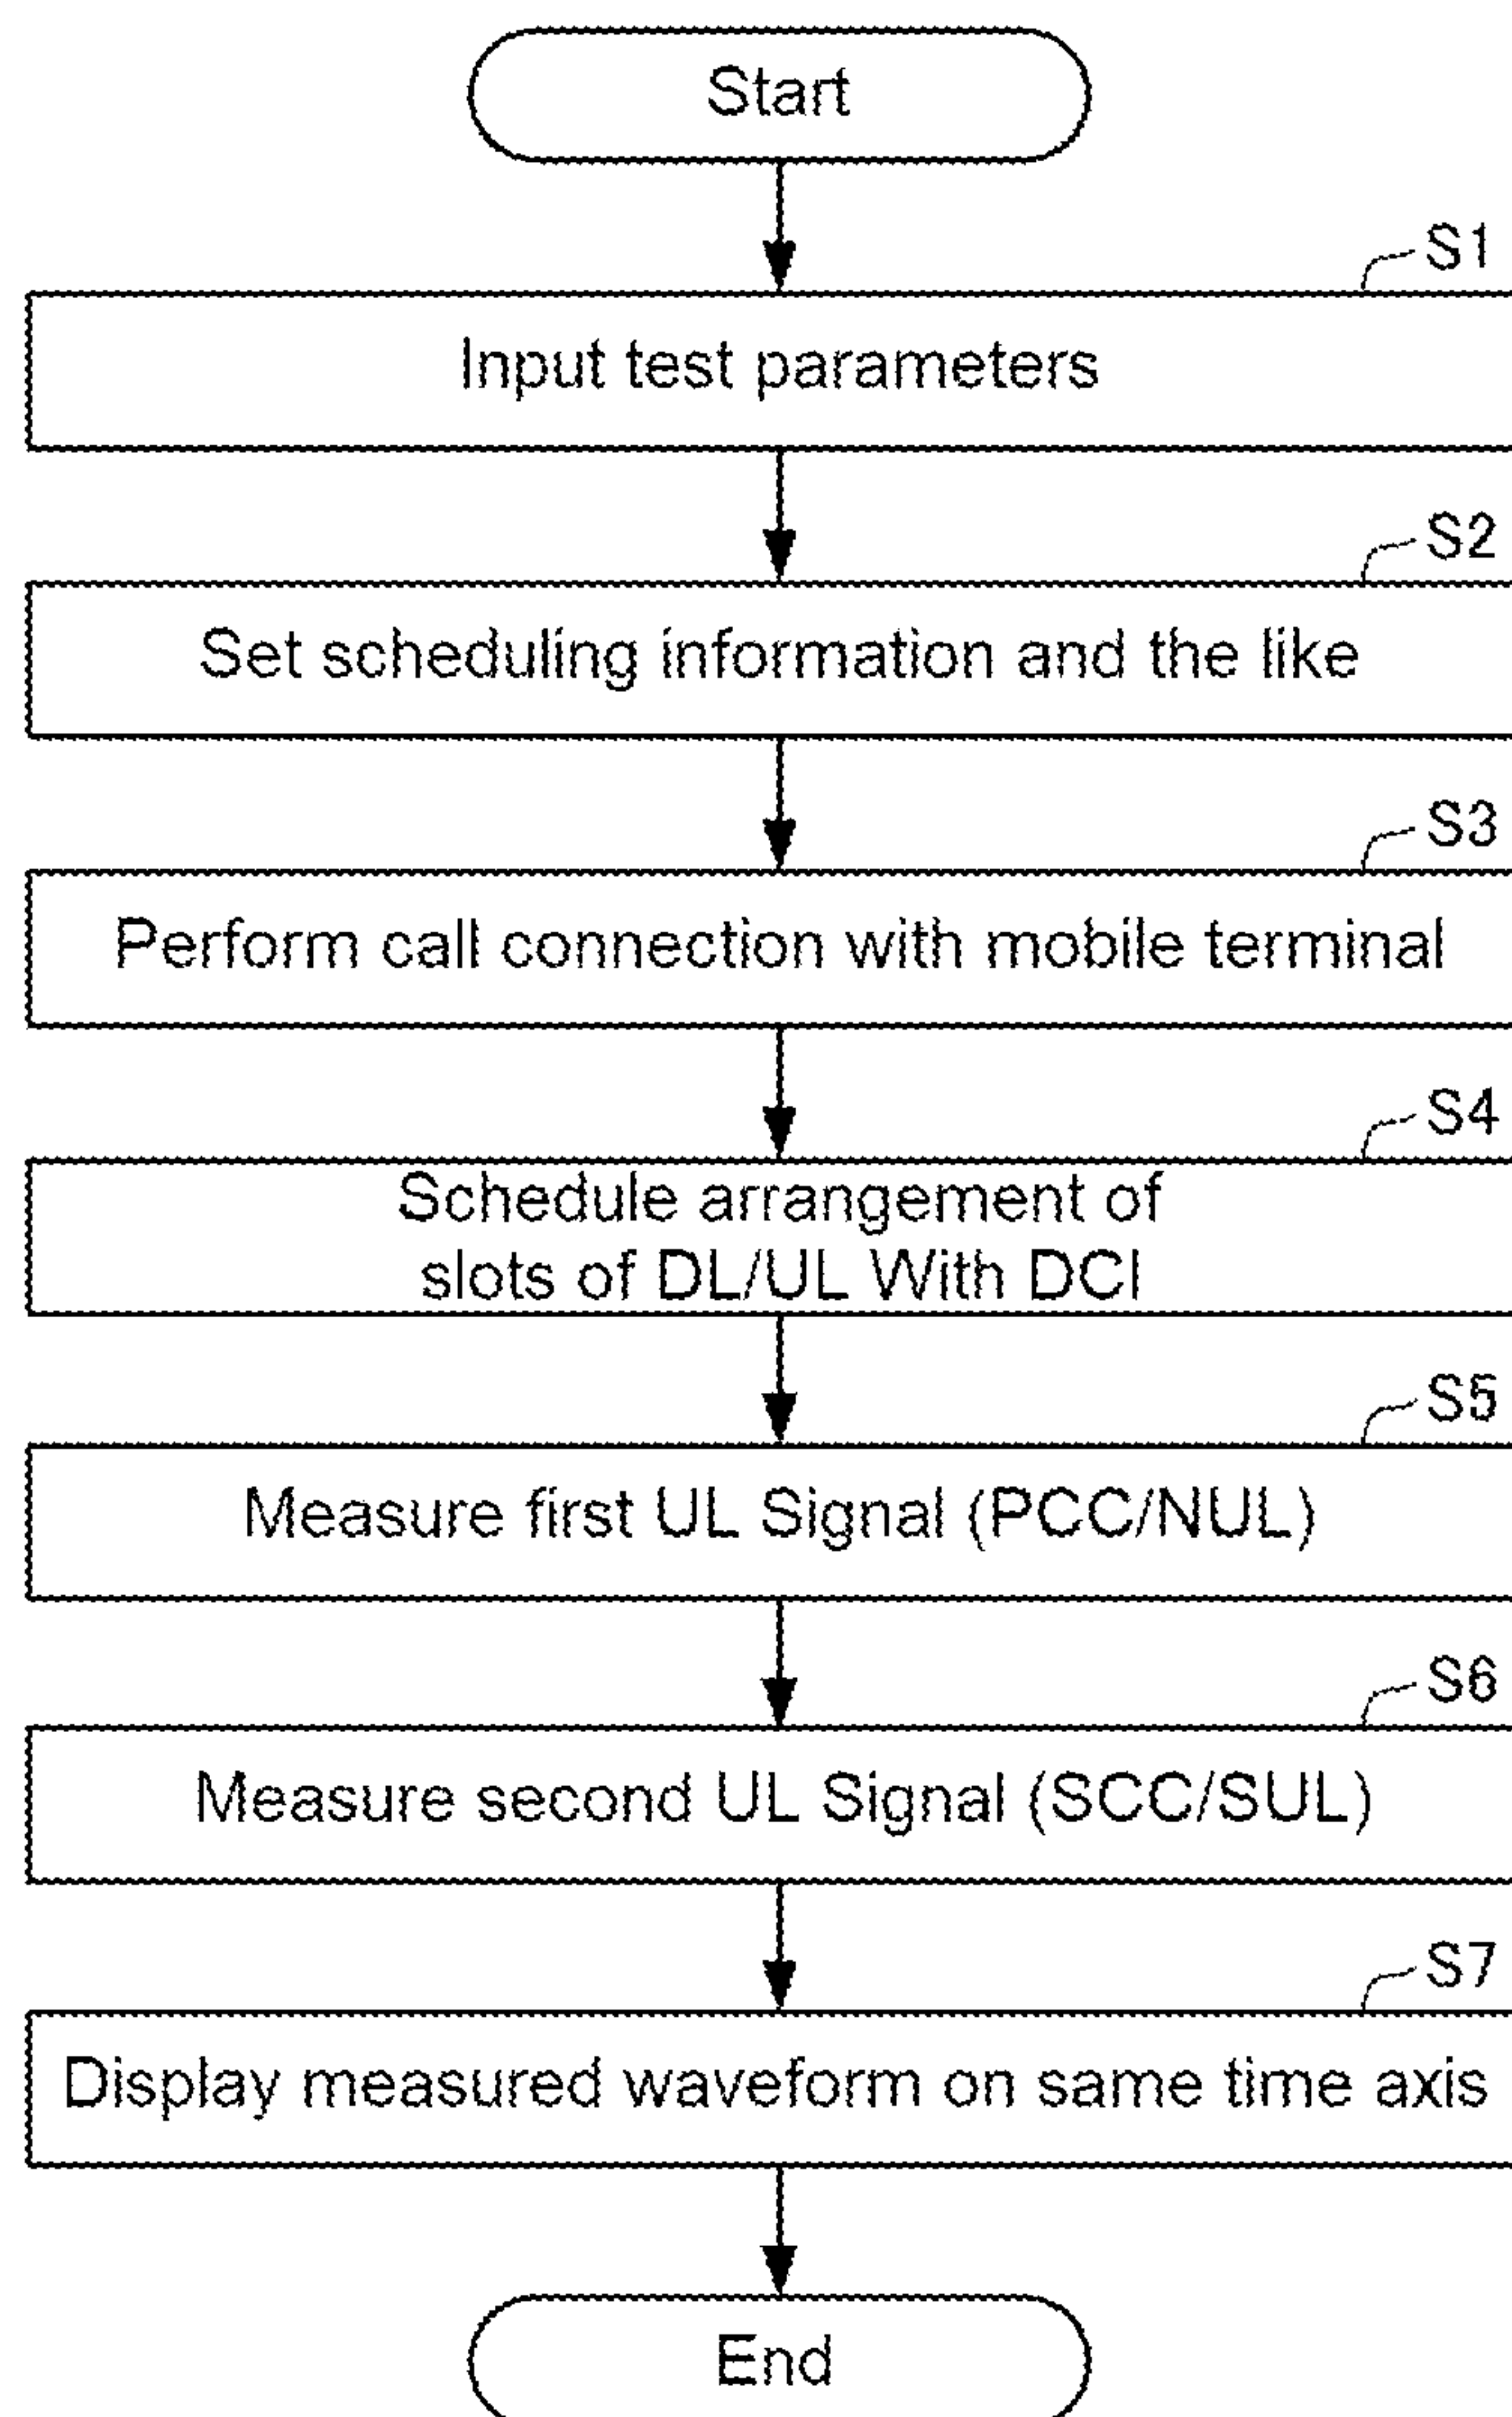 Start
S1
Input test parameters
S2
Set scheduling information and the like
S3
Perform call connection with mobile terminal
S4
Schedule arrangement of
slots of DL/UL With DCI
S5
Measure first UL Signal (PCC/NUL)
S6
Measure second UL Signal (SCC/SUL)
S7
Display measured waveform on same time axis
End